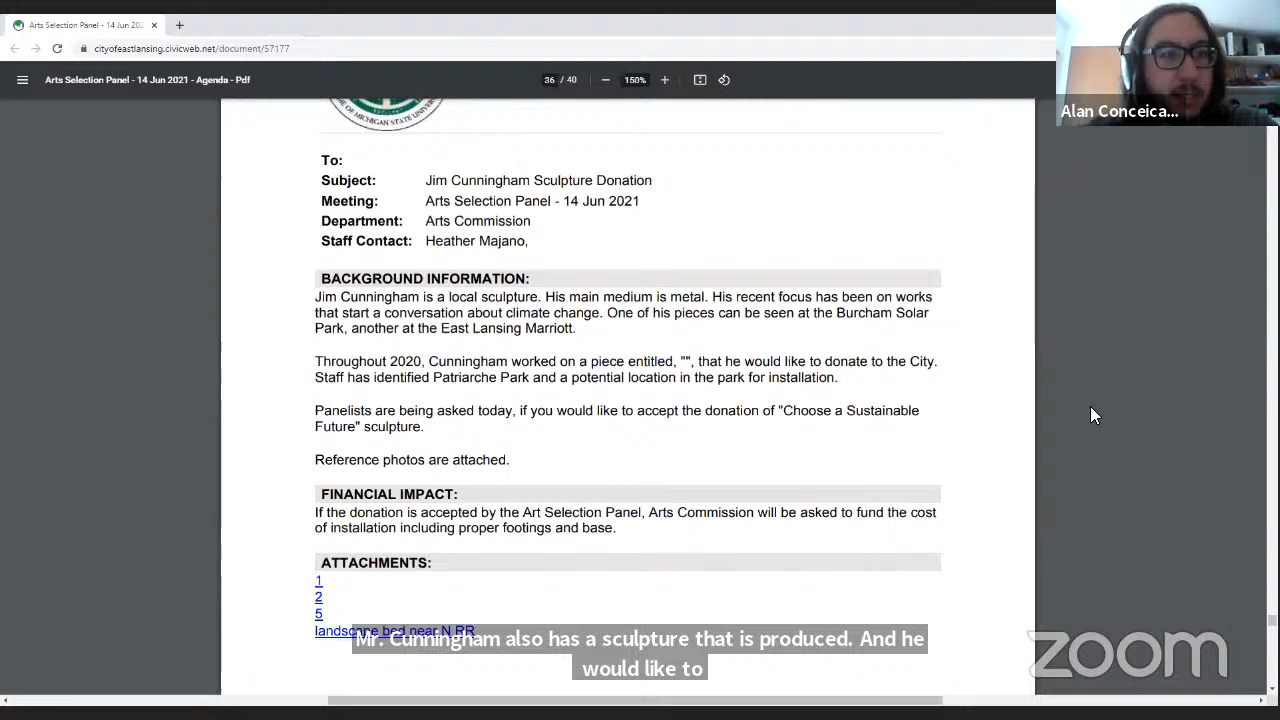 Arts Selection Panel - 14 Jun 202
cityofeastlansing.civicweb.net/document/57177
Arts Selection Panel - 14 Jun 2021 - Agenda - Pdf
36 / 40
150%
Alan Conceica...
E OF MICHIGAN STATE UNIVER
To:
Subject: Jim Cunningham Sculpture Donation
Meeting: Arts Selection Panel - 14 Jun 2021
Department: Arts Commission
Staff Contact: Heather Majano,
BACKGROUND INFORMATION:
Jim Cunningham is a local sculpture. His main medium is metal. His recent focus has been on works
that start a conversation about climate change. One of his pieces can be seen at the Burcham Solar
Park, another at the East Lansing Marriott.
Throughout 2020, Cunningham worked on a piece entitled, "", that he would like to donate to the City.
Staff has identified Patriarche Park and a potential location in the park for installation.
Panelists are being asked today, if you would like to accept the donation of "Choose a Sustainable
Future" sculpture.
Reference photos are attached.
FINANCIAL IMPACT:
If the donation is accepted by the Art Selection Panel, Arts Commission will be asked to fund the cost
of installation including proper footings and base.
ATTACHMENTS:
1
2
5
landscape bed near N RR
Mr. Cunningham also has a sculpture that is produced. And he
would like to
zoom